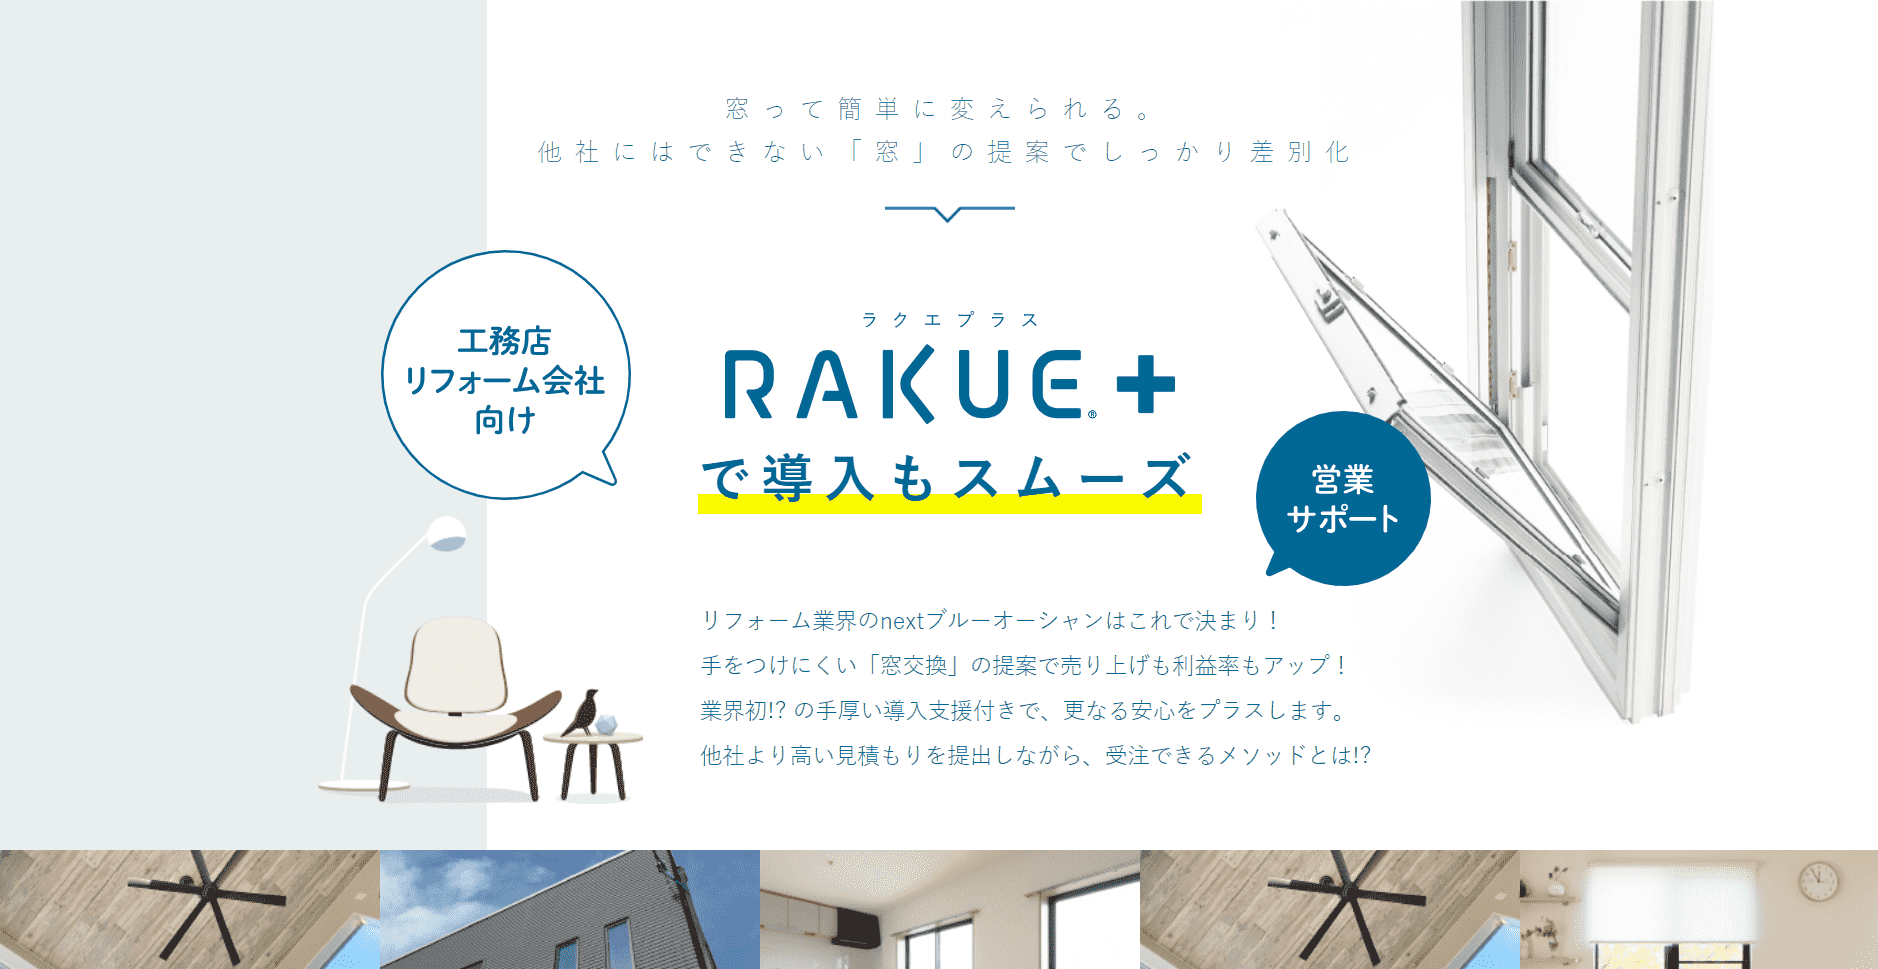 窓って簡単に変えられる。
他社にはできない「窓」の提案でしっかり差別化
工務店
リフォーム会社
向け
ラクエプラス
RAKUE®+
で導入もスムーズ
営業
サポート
リフォーム業界のnextブルーオーシャンはこれで決まり！
手をつけにくい「窓交換」の提案で売り上げも利益率もアップ！
業界初!? の手厚い導入支援付きで、更なる安心をプラスします。
他社より高い見積もりを提出しながら、受注できるメソッドとは!?